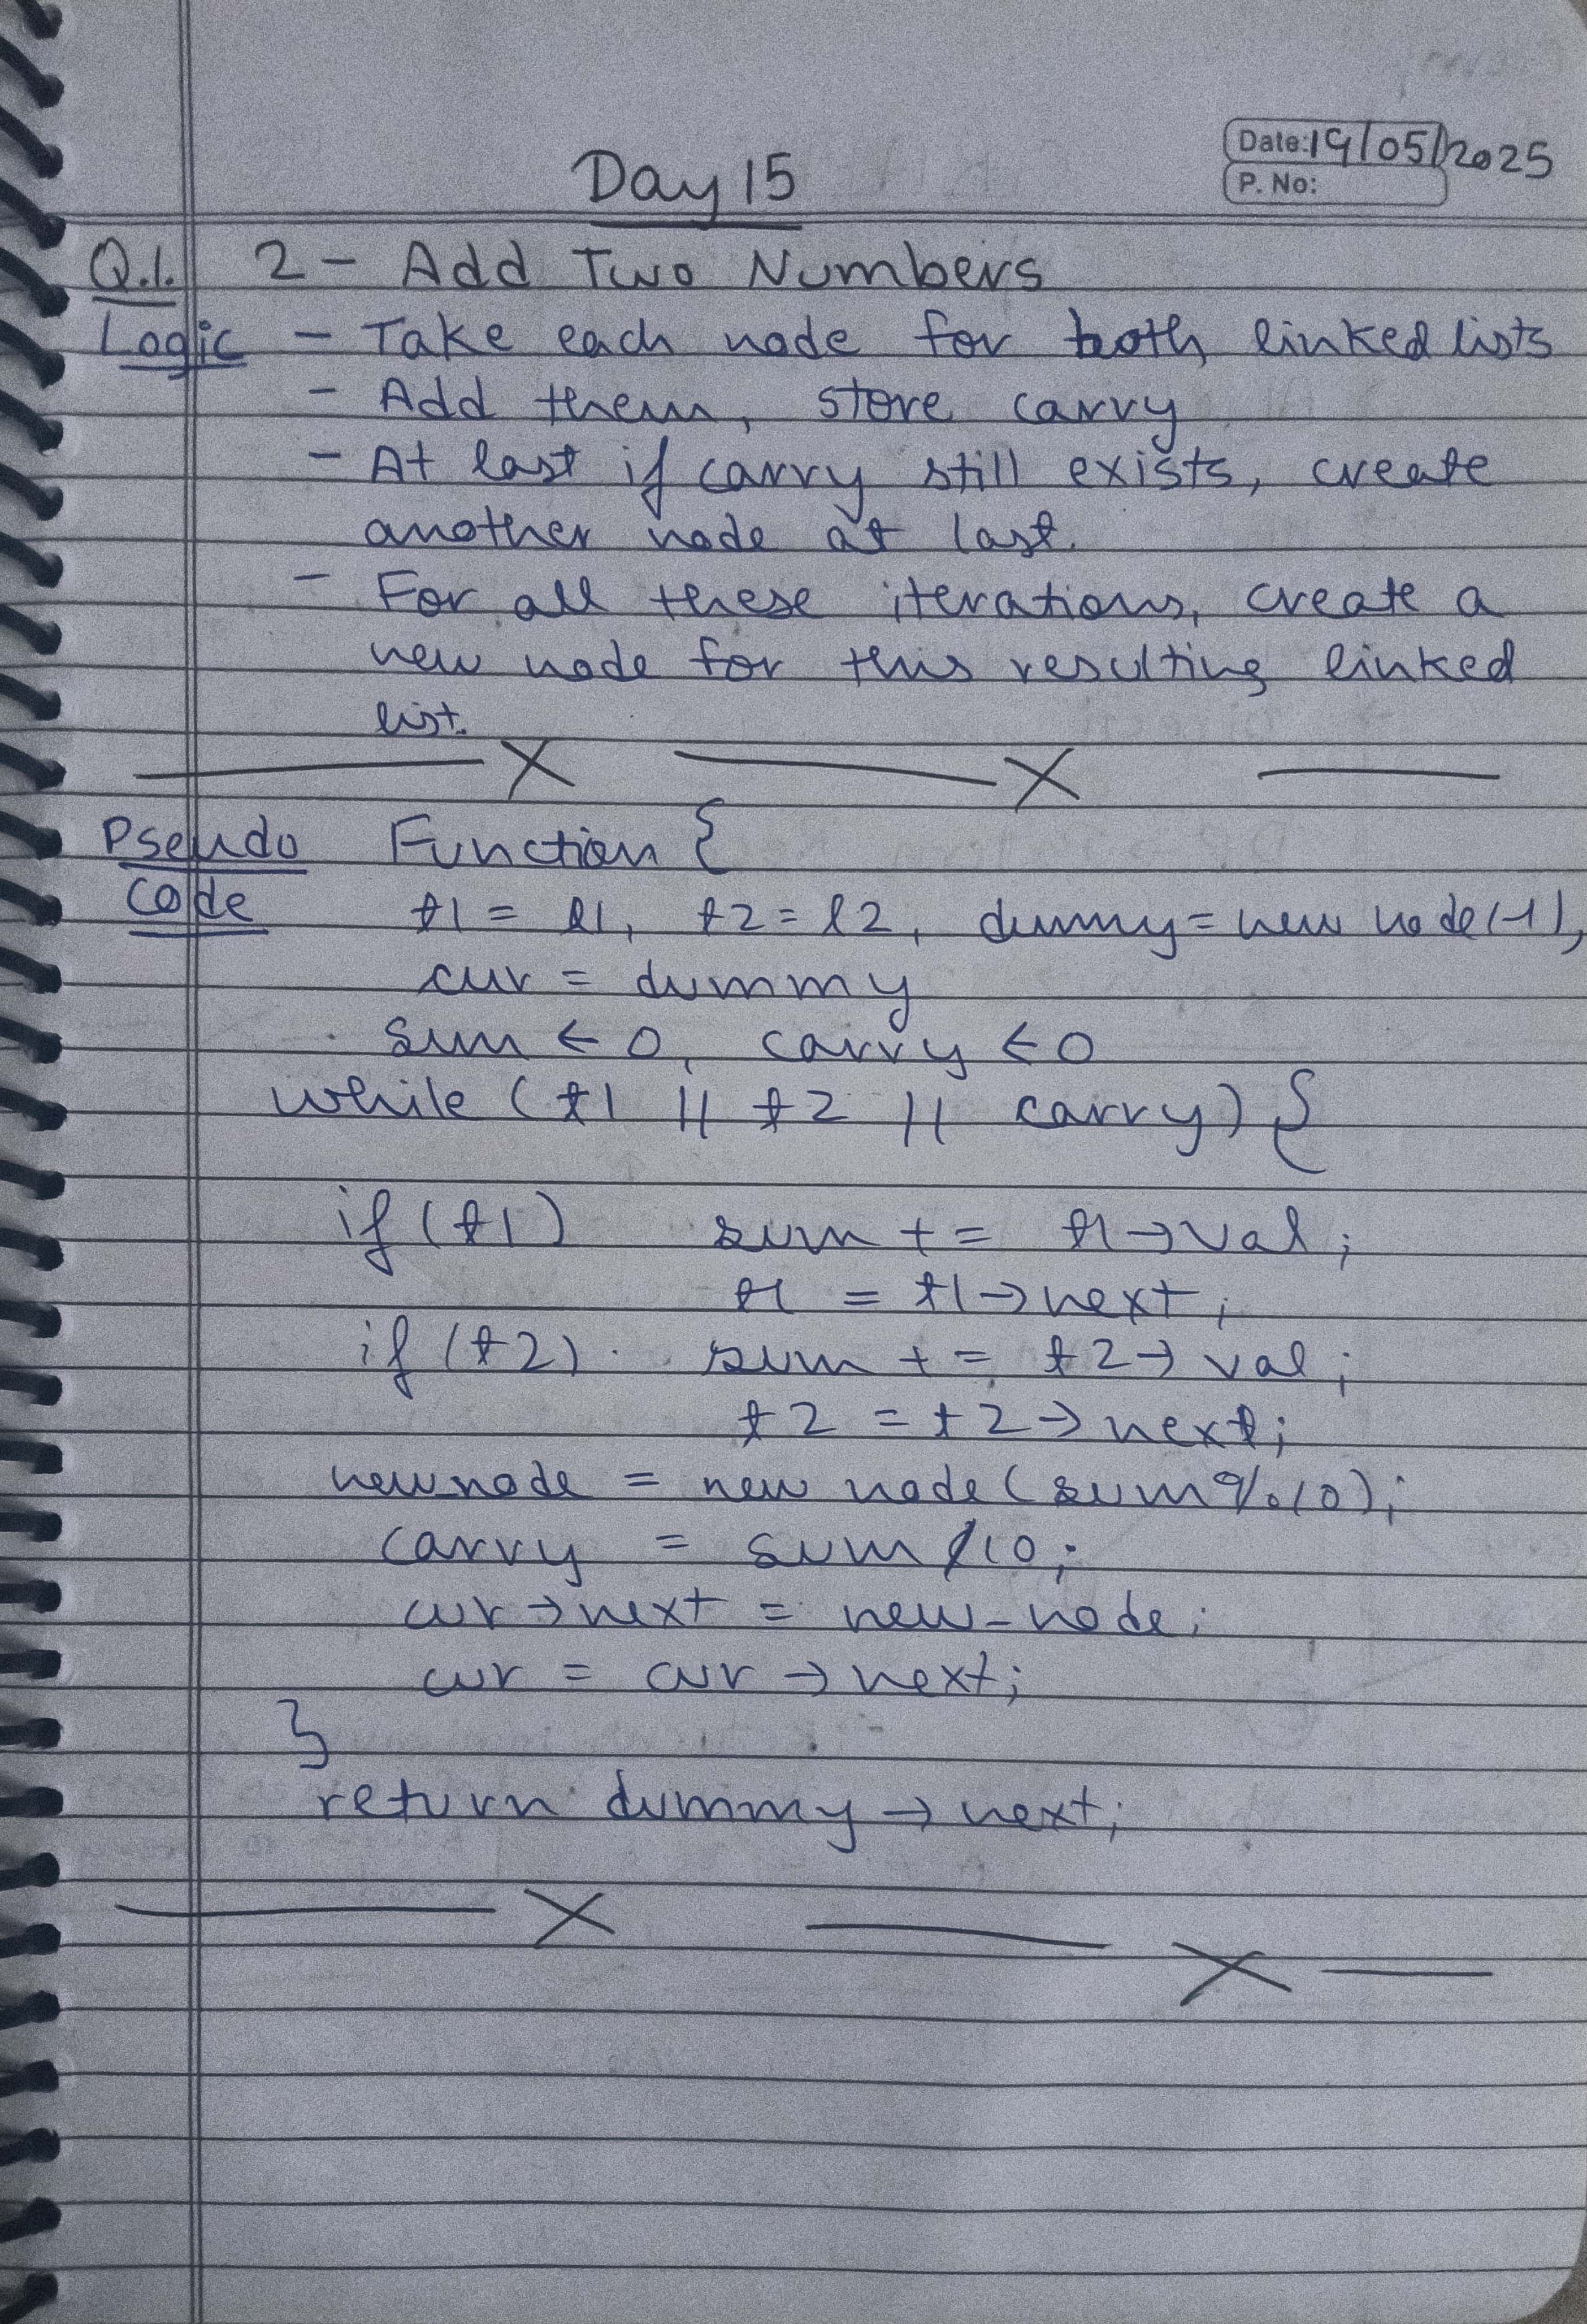 Date: 19/05/2025
P. No:
Day 15
Q.1. 2 - Add Two Numbers
Logic - Take each node for both linked lists
- Add them, store carry
- At last if carry still exists, create
another node at last.
- For all these iterations, create a
new node for this resulting linked
list.
X X
Pseudo Function {
code t1 = l1, t2 = l2, dummy = new node(-1),
cur = dummy
sum ← 0, carry ← 0
while (t1 || t2 || carry) {
if (t1) sum += t1→val;
t1 = t1→next;
if (t2) sum += t2→val;
t2 = t2→next;
newnode = new node (sum%10);
carry = sum/10;
cur→next = new-node;
cur = cur→next;
}
return dummy→next;
X X